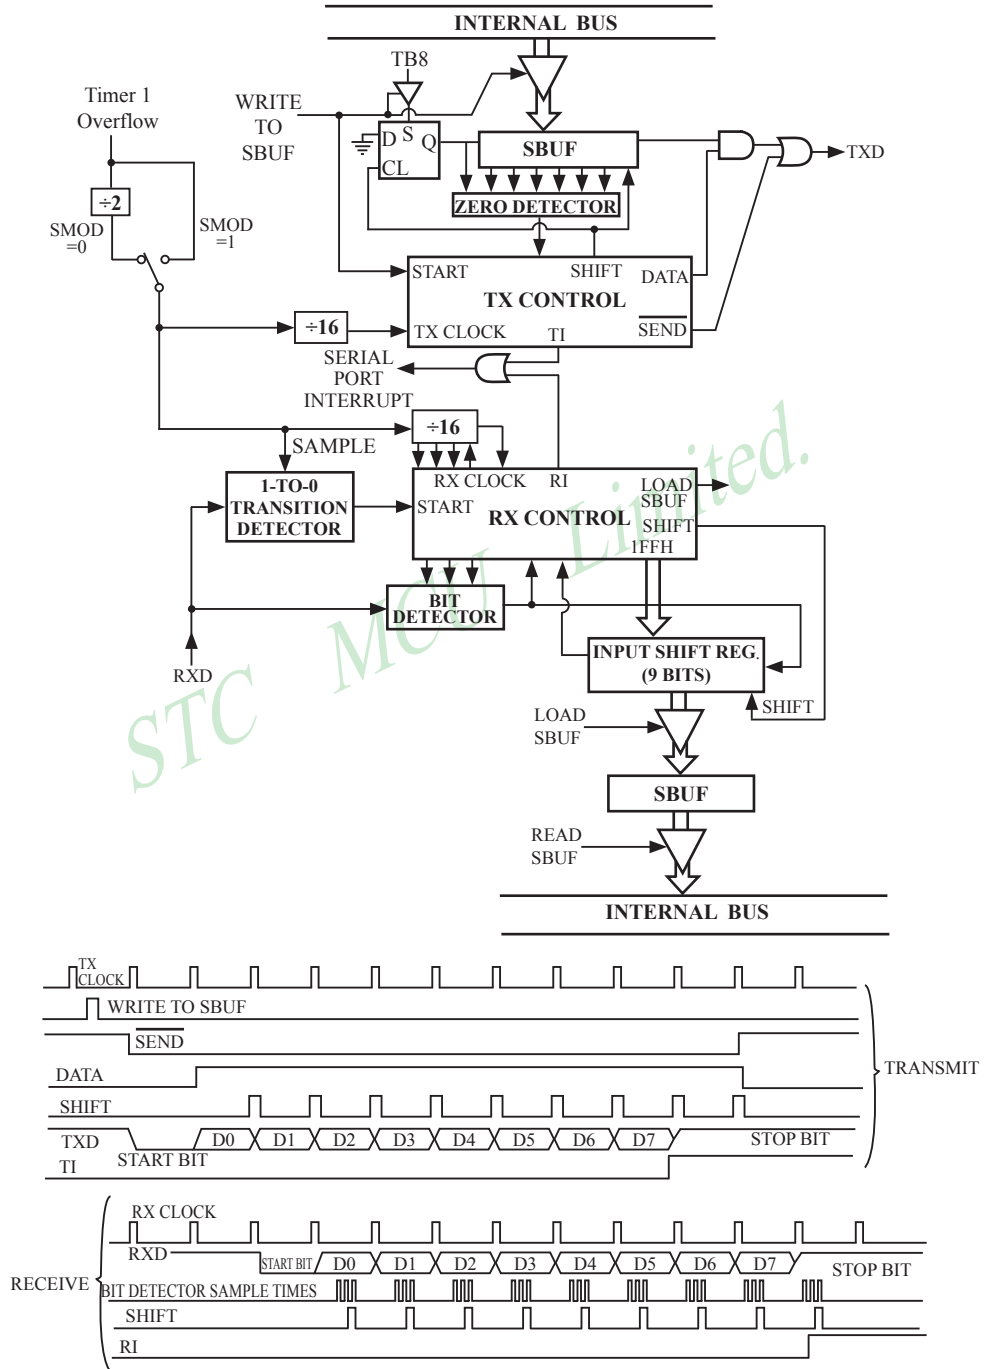 INTERNAL BUS
TB8
Timer 1
Overflow
WRITE
TO
SBUF
D S Q
CL
SBUF
TXD
÷2
SMOD
=0
SMOD
=1
ZERO DETECTOR
START
SHIFT
DATA
TX CONTROL
÷16
TX CLOCK
TI
SEND
SERIAL
PORT
INTERRUPT
÷16
SAMPLE
1-TO-0
TRANSITION
DETECTOR
RX CLOCK
RI
LOAD
SBUF
START
RX CONTROL
SHIFT
1FFH
BIT
DETECTOR
RXD
INPUT SHIFT REG.
(9 BITS)
SHIFT
LOAD
SBUF
SBUF
READ
SBUF
INTERNAL BUS
STC MCU Limited.
TX
CLOCK
WRITE TO SBUF
SEND
DATA
TRANSMIT
SHIFT
TXD
START BIT
D0 D1 D2 D3 D4 D5 D6 D7
STOP BIT
TI
RX CLOCK
RXD
START BIT
D0 D1 D2 D3 D4 D5 D6 D7
STOP BIT
RECEIVE
BIT DETECTOR SAMPLE TIMES
SHIFT
RI